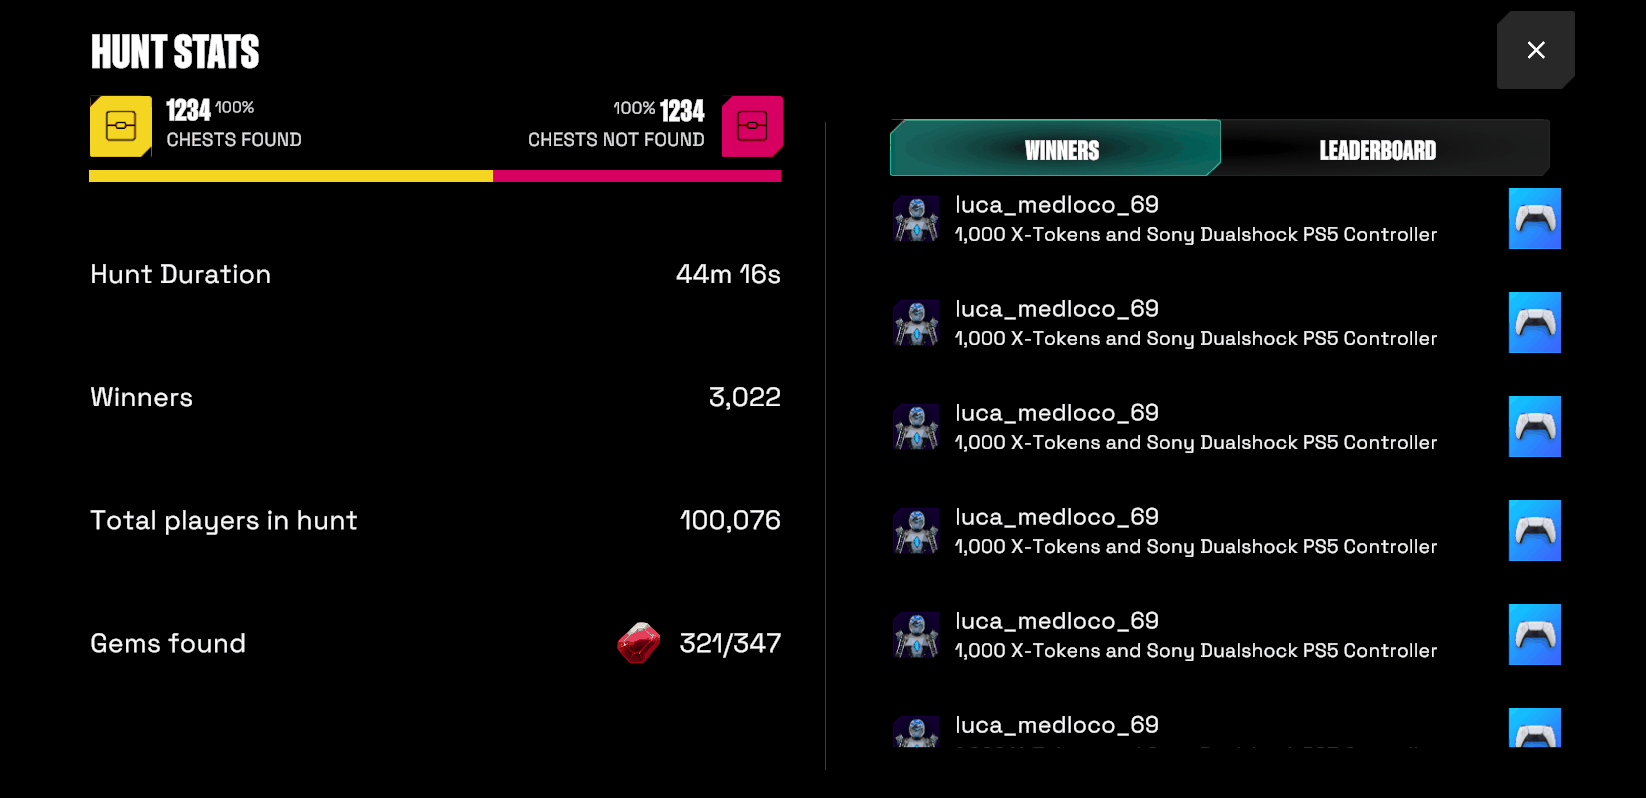 HUNT STATS
1234 100%
CHESTS FOUND
100% 1234
CHESTS NOT FOUND
Hunt Duration
44m 16s
Winners
3,022
Total players in hunt
100,076
Gems found
321/347
WINNERS
LEADERBOARD
luca_medloco_69
1,000 X-Tokens and Sony Dualshock PS5 Controller
luca_medloco_69
1,000 X-Tokens and Sony Dualshock PS5 Controller
luca_medloco_69
1,000 X-Tokens and Sony Dualshock PS5 Controller
luca_medloco_69
1,000 X-Tokens and Sony Dualshock PS5 Controller
luca_medloco_69
1,000 X-Tokens and Sony Dualshock PS5 Controller
luca_medloco_69